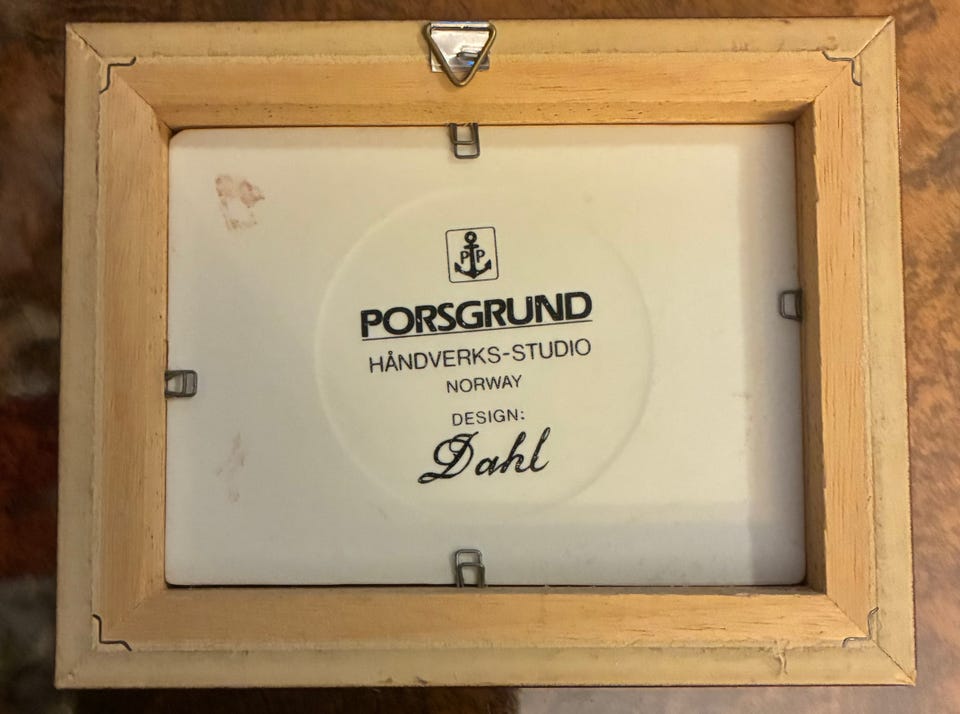 P P
PORSGRUND
HÅNDVERKS-STUDIO
NORWAY
DESIGN:
Dahl